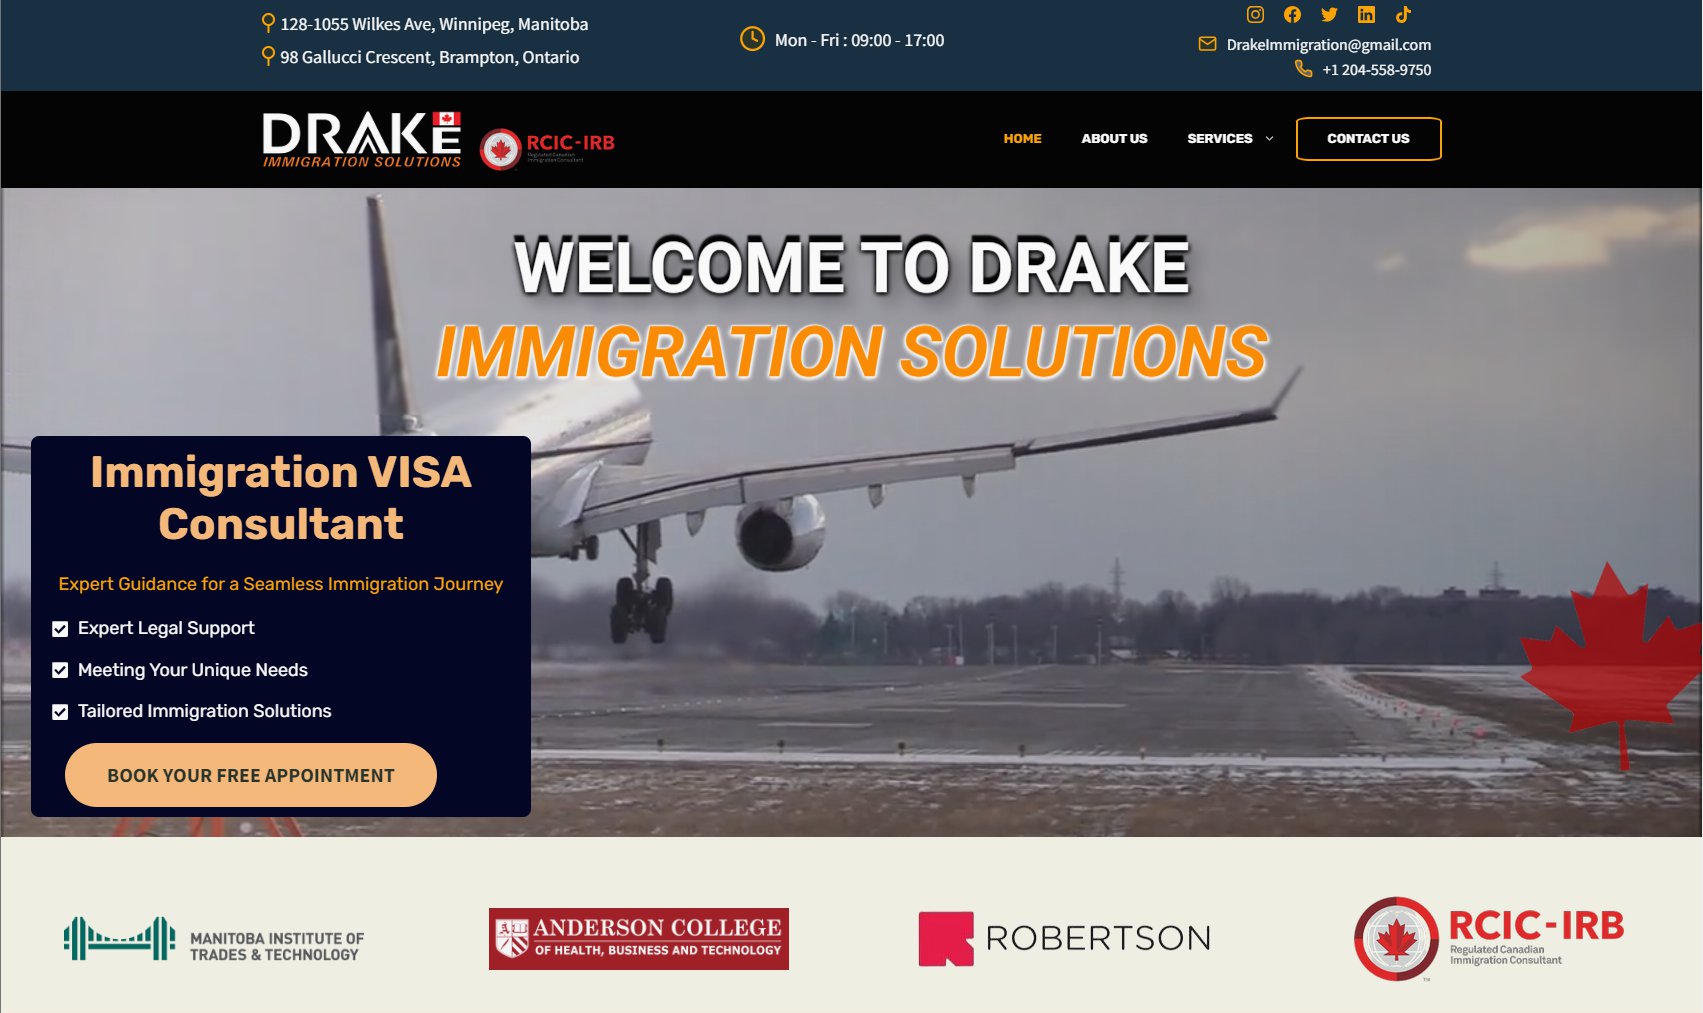 128-1055 Wilkes Ave, Winnipeg, Manitoba
98 Gallucci Crescent, Brampton, Ontario
Mon - Fri : 09:00 - 17:00
DrakeImmigration@gmail.com
+1 204-558-9750
DRAKE
IMMIGRATION SOLUTIONS
RCIC-IRB
Regulated Canadian
Immigration Consultant
HOME
ABOUT US
SERVICES
CONTACT US
WELCOME TO DRAKE
IMMIGRATION SOLUTIONS
Immigration VISA
Consultant
Expert Guidance for a Seamless Immigration Journey
Expert Legal Support
Meeting Your Unique Needs
Tailored Immigration Solutions
BOOK YOUR FREE APPOINTMENT
MANITOBA INSTITUTE OF
TRADES & TECHNOLOGY
ANDERSON COLLEGE
OF HEALTH, BUSINESS AND TECHNOLOGY
ROBERTSON
RCIC-IRB
Regulated Canadian
Immigration Consultant
TM